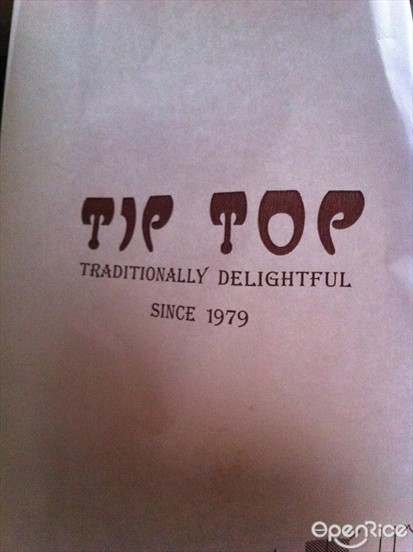 TIP TOP
TRADITIONALLY DELIGHTFUL
SINCE 1979
OpenRice